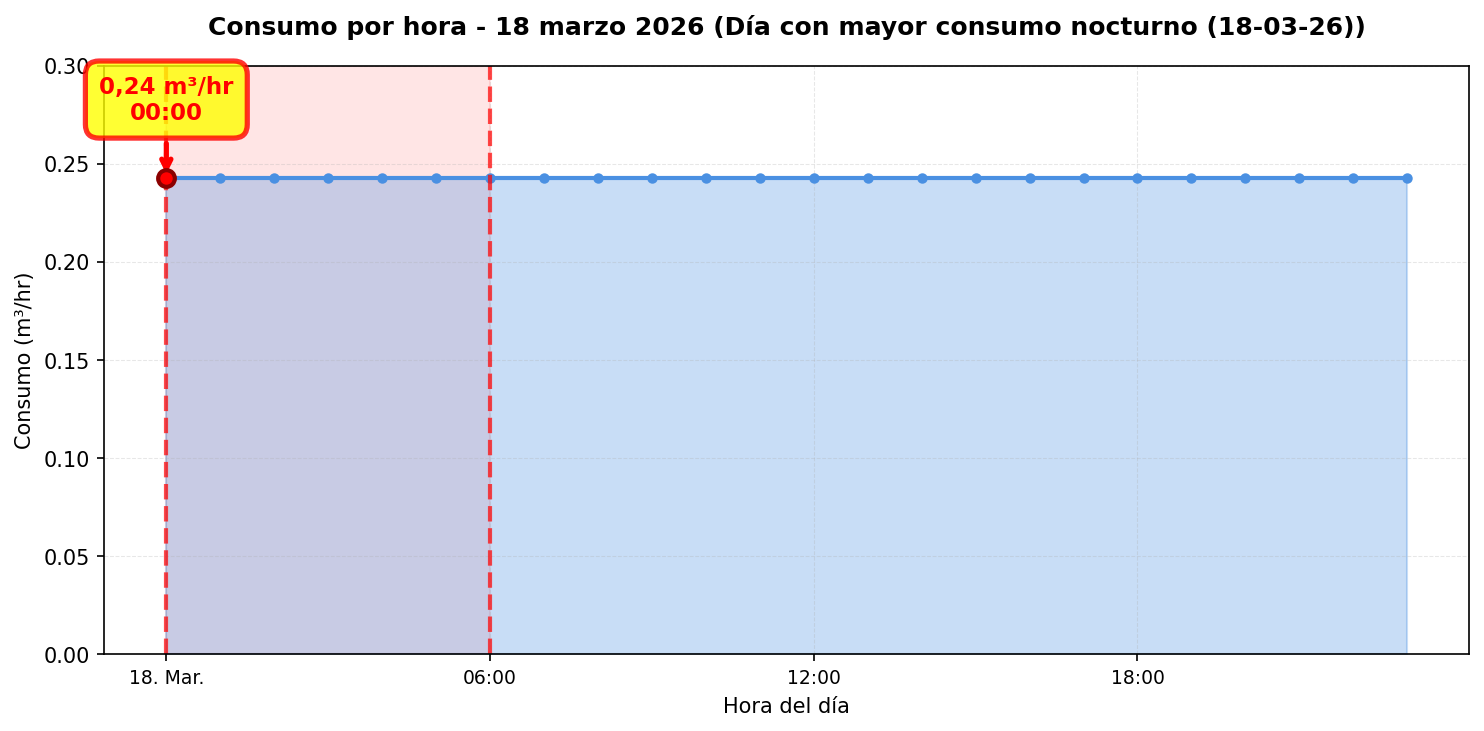 Consumo por hora - 18 marzo 2026 (Día con mayor consumo nocturno (18-03-26))
0,24 m³/hr
00:00
0.30
0.25
0.20
0.15
0.10
0.05
0.00
Consumo (m³/hr)
18. Mar.
06:00
12:00
18:00
Hora del día